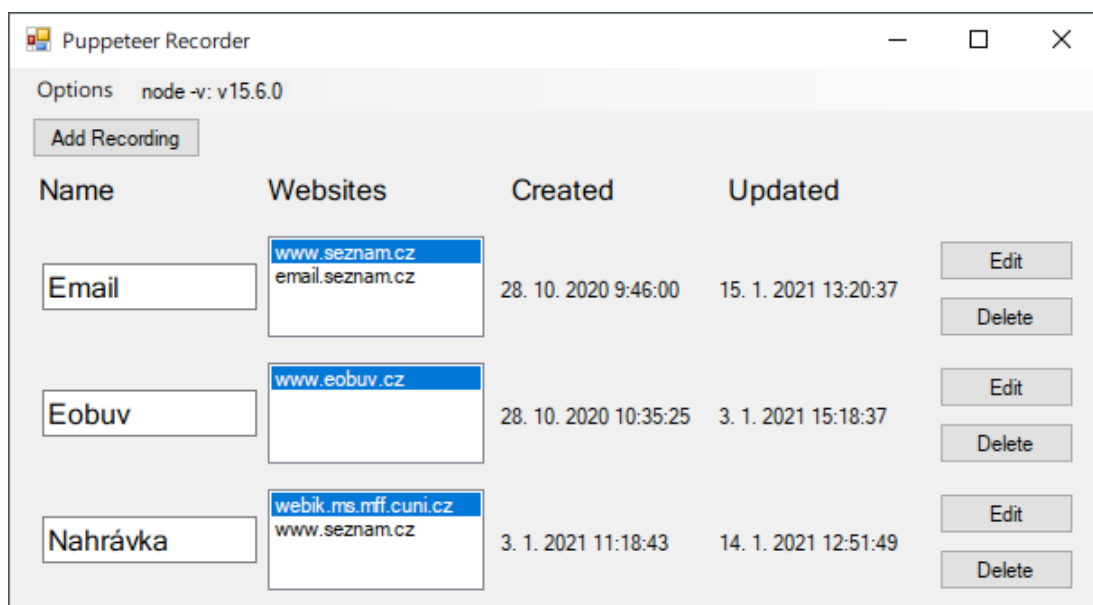 Puppeteer Recorder
Options node -v: v15.6.0
Add Recording
Name Websites Created Updated
Email
www.seznam.cz
email.seznam.cz
28. 10. 2020 9:46:00
15. 1. 2021 13:20:37
Edit
Delete
Eobuv
www.eobuv.cz
28. 10. 2020 10:35:25
3. 1. 2021 15:18:37
Edit
Delete
Nahrávka
webik.ms.mff.cuni.cz
www.seznam.cz
3. 1. 2021 11:18:43
14. 1. 2021 12:51:49
Edit
Delete